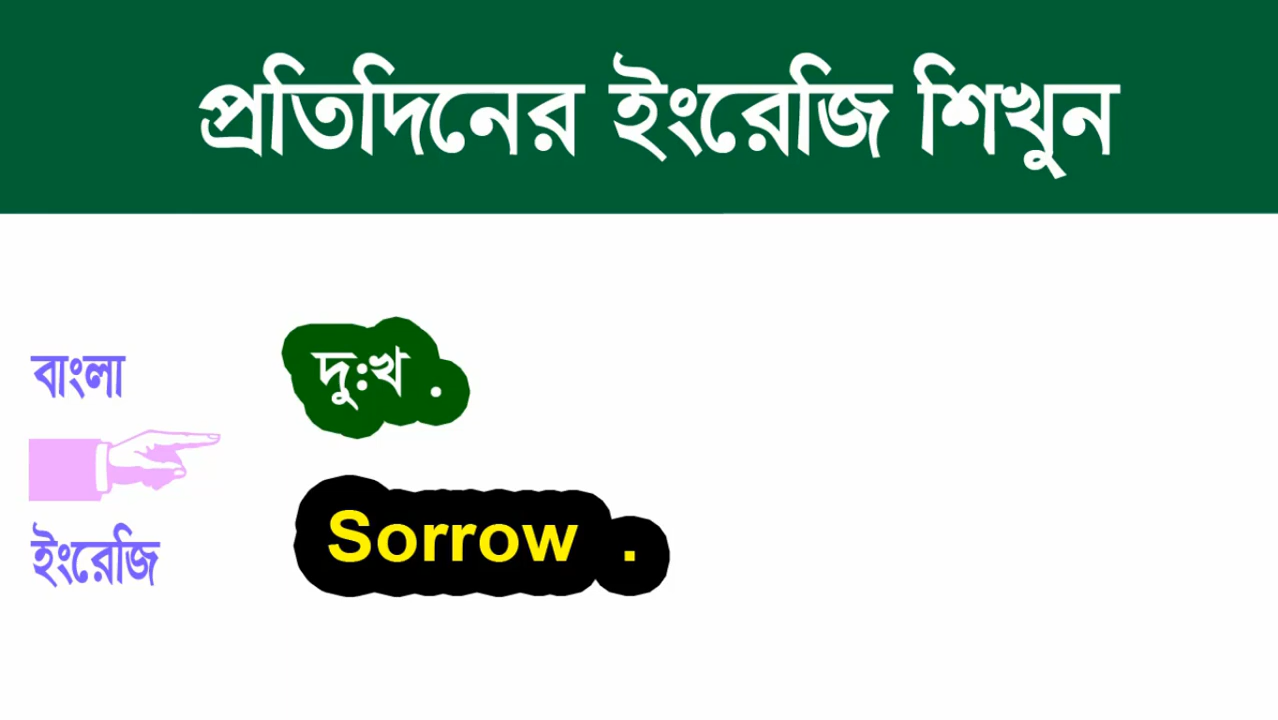 প্রতিদিনের ইংরেজি শিখুন
বাংলা
দুঃখ .
ইংরেজি
Sorrow .